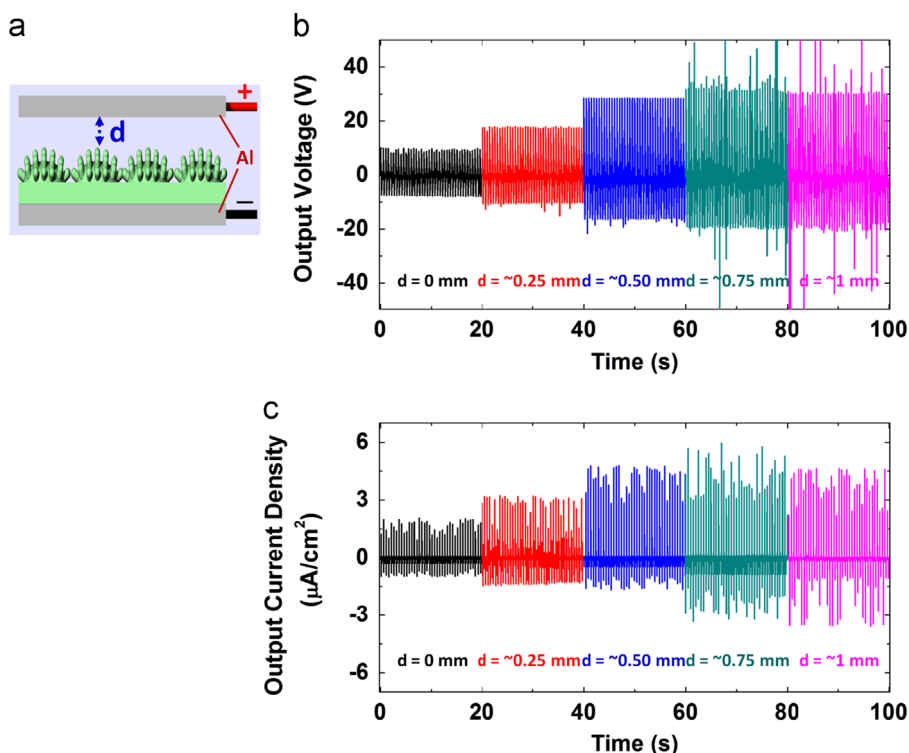 a
+
d
Al
−
b
Output Voltage (V)
40
20
0
-20
-40
d = 0 mm d = ~0.25 mm d = ~0.50 mm d = ~0.75 mm d = ~1 mm
0 20 40 60 80 100
Time (s)
c
Output Current Density
(μA/cm²)
6
3
0
-3
-6
d = 0 mm d = ~0.25 mm d = ~0.50 mm d = ~0.75 mm d = ~1 mm
0 20 40 60 80 100
Time (s)